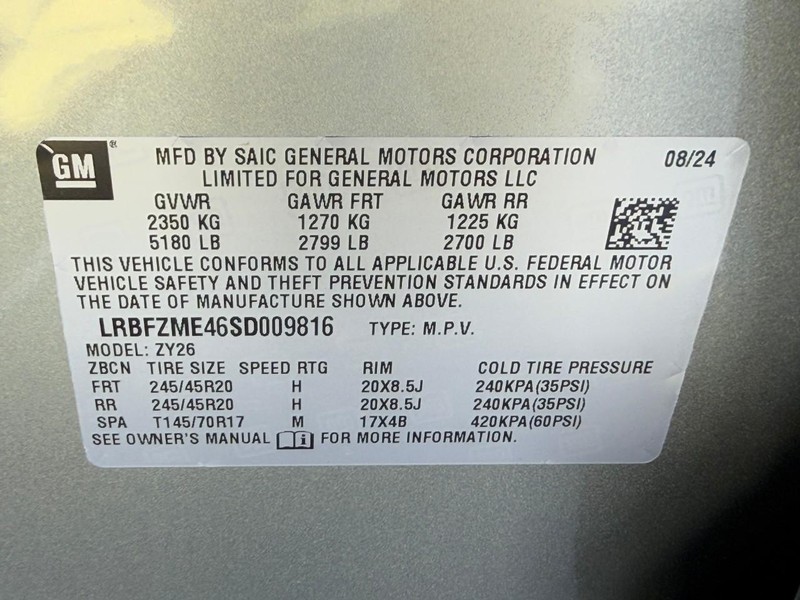 GM ® MFD BY SAIC GENERAL MOTORS CORPORATION 08/24
LIMITED FOR GENERAL MOTORS LLC
GVWR GAWR FRT GAWR RR
2350 KG 1270 KG 1225 KG
5180 LB 2799 LB 2700 LB
THIS VEHICLE CONFORMS TO ALL APPLICABLE U.S. FEDERAL MOTOR
VEHICLE SAFETY AND THEFT PREVENTION STANDARDS IN EFFECT ON
THE DATE OF MANUFACTURE SHOWN ABOVE.
LRBFZME46SD009816 TYPE: M.P.V.
MODEL: ZY26
ZBCN TIRE SIZE SPEED RTG RIM COLD TIRE PRESSURE
FRT 245/45R20 H 20X8.5J 240KPA(35PSI)
RR 245/45R20 H 20X8.5J 240KPA(35PSI)
SPA T145/70R17 M 17X4B 420KPA(60PSI)
SEE OWNER'S MANUAL i FOR MORE INFORMATION.